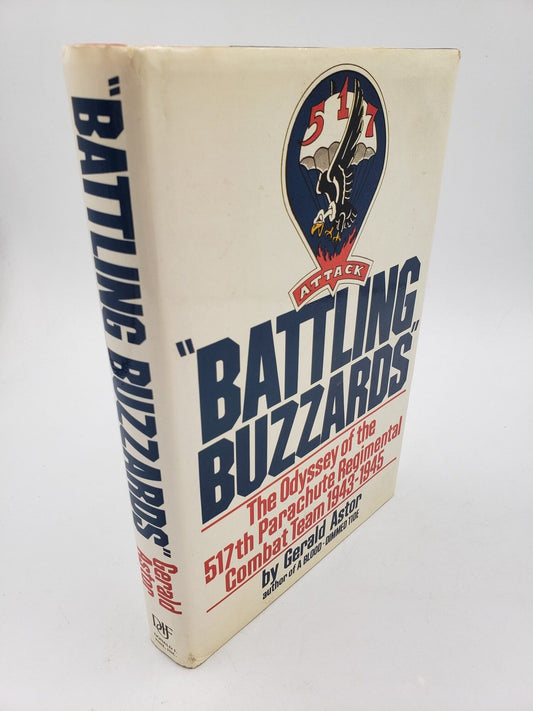 "BATTLING BUZZARDS"
Gerald
Astor
DIF
517
ATTACK
"BATTLING
BUZZARDS"
The Odyssey of the
517th Parachute Regimental
Combat Team 1943-1945
by Gerald Astor
author of A BLOOD-DIMMED TIDE